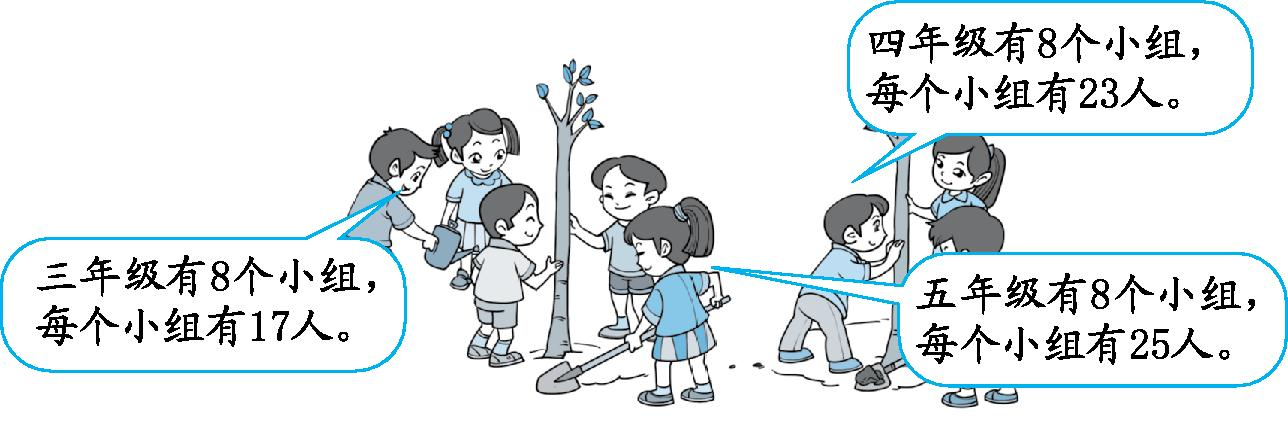 四年级有8个小组，
每个小组有23人。
三年级有8个小组，
每个小组有17人。
五年级有8个小组，
每个小组有25人。